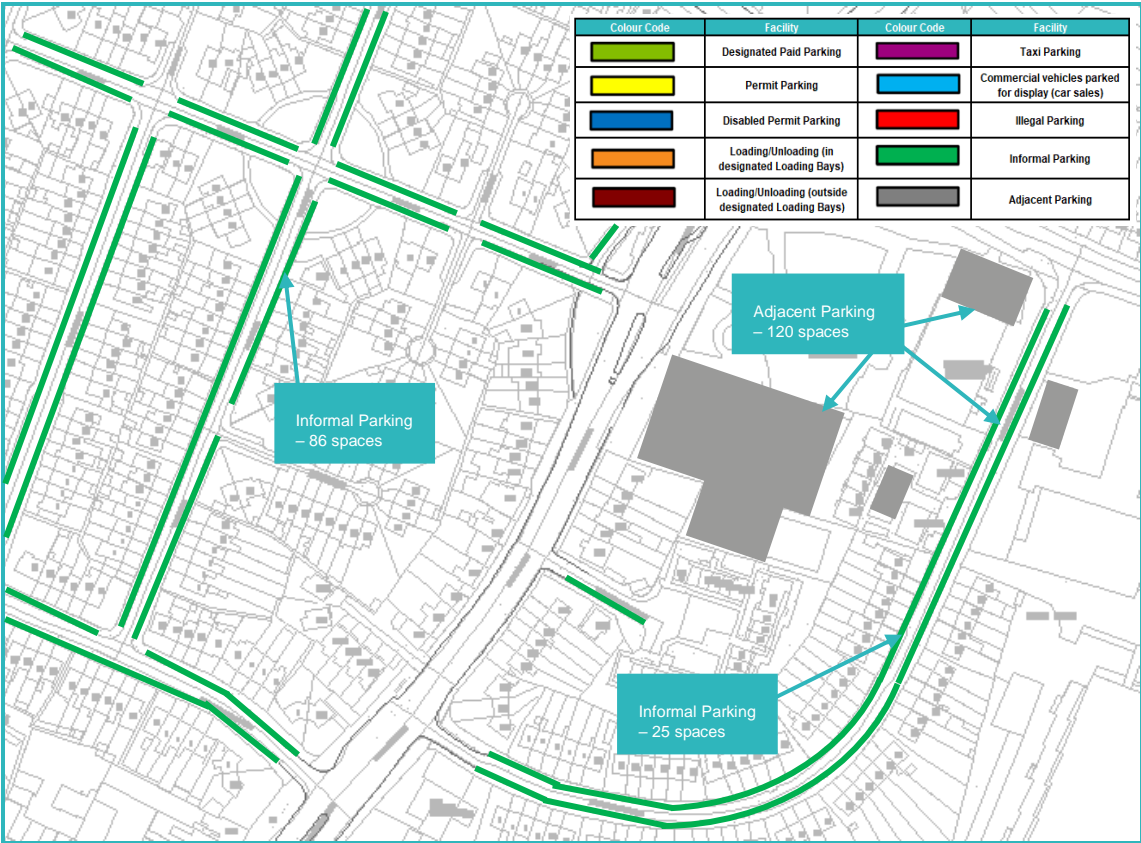 Colour Code Facility Colour Code Facility
Designated Paid Parking Taxi Parking
Permit Parking Commercial vehicles parked
for display (car sales)
Disabled Permit Parking Illegal Parking
Loading/Unloading (in
designated Loading Bays) Informal Parking
Loading/Unloading (outside
designated Loading Bays) Adjacent Parking
Adjacent Parking
– 120 spaces
Informal Parking
– 86 spaces
Informal Parking
– 25 spaces